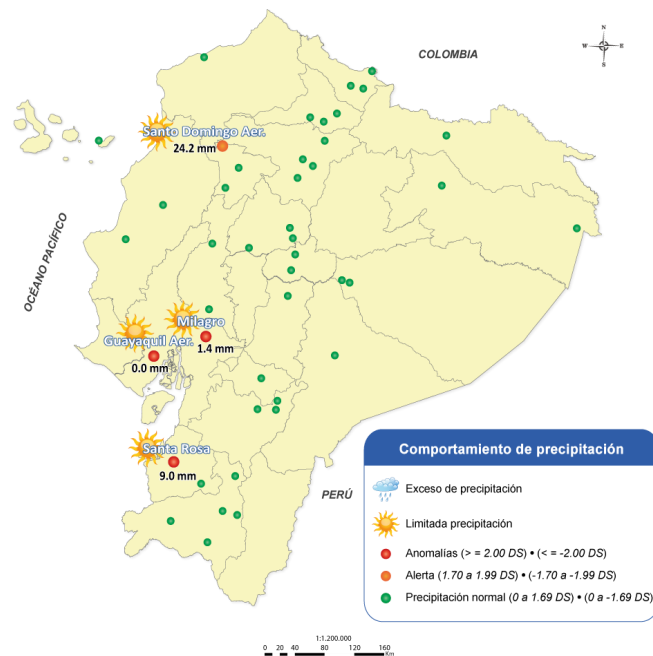 COLOMBIA
N
W E
S
Santo Domingo Aer.
24.2 mm
OCÉANO PACÍFICO
Milagro
1.4 mm
Guayaquil Aer.
0.0 mm
Santa Rosa
9.0 mm
PERÚ
Comportamiento de precipitación
Exceso de precipitación
Limitada precipitación
Anomalías (> = 2.00 DS) • (< = -2.00 DS)
Alerta (1.70 a 1.99 DS) • (-1.70 a -1.99 DS)
Precipitación normal (0 a 1.69 DS) • (0 a -1.69 DS)
1:1.200.000
0 20 40 80 120 160
Km